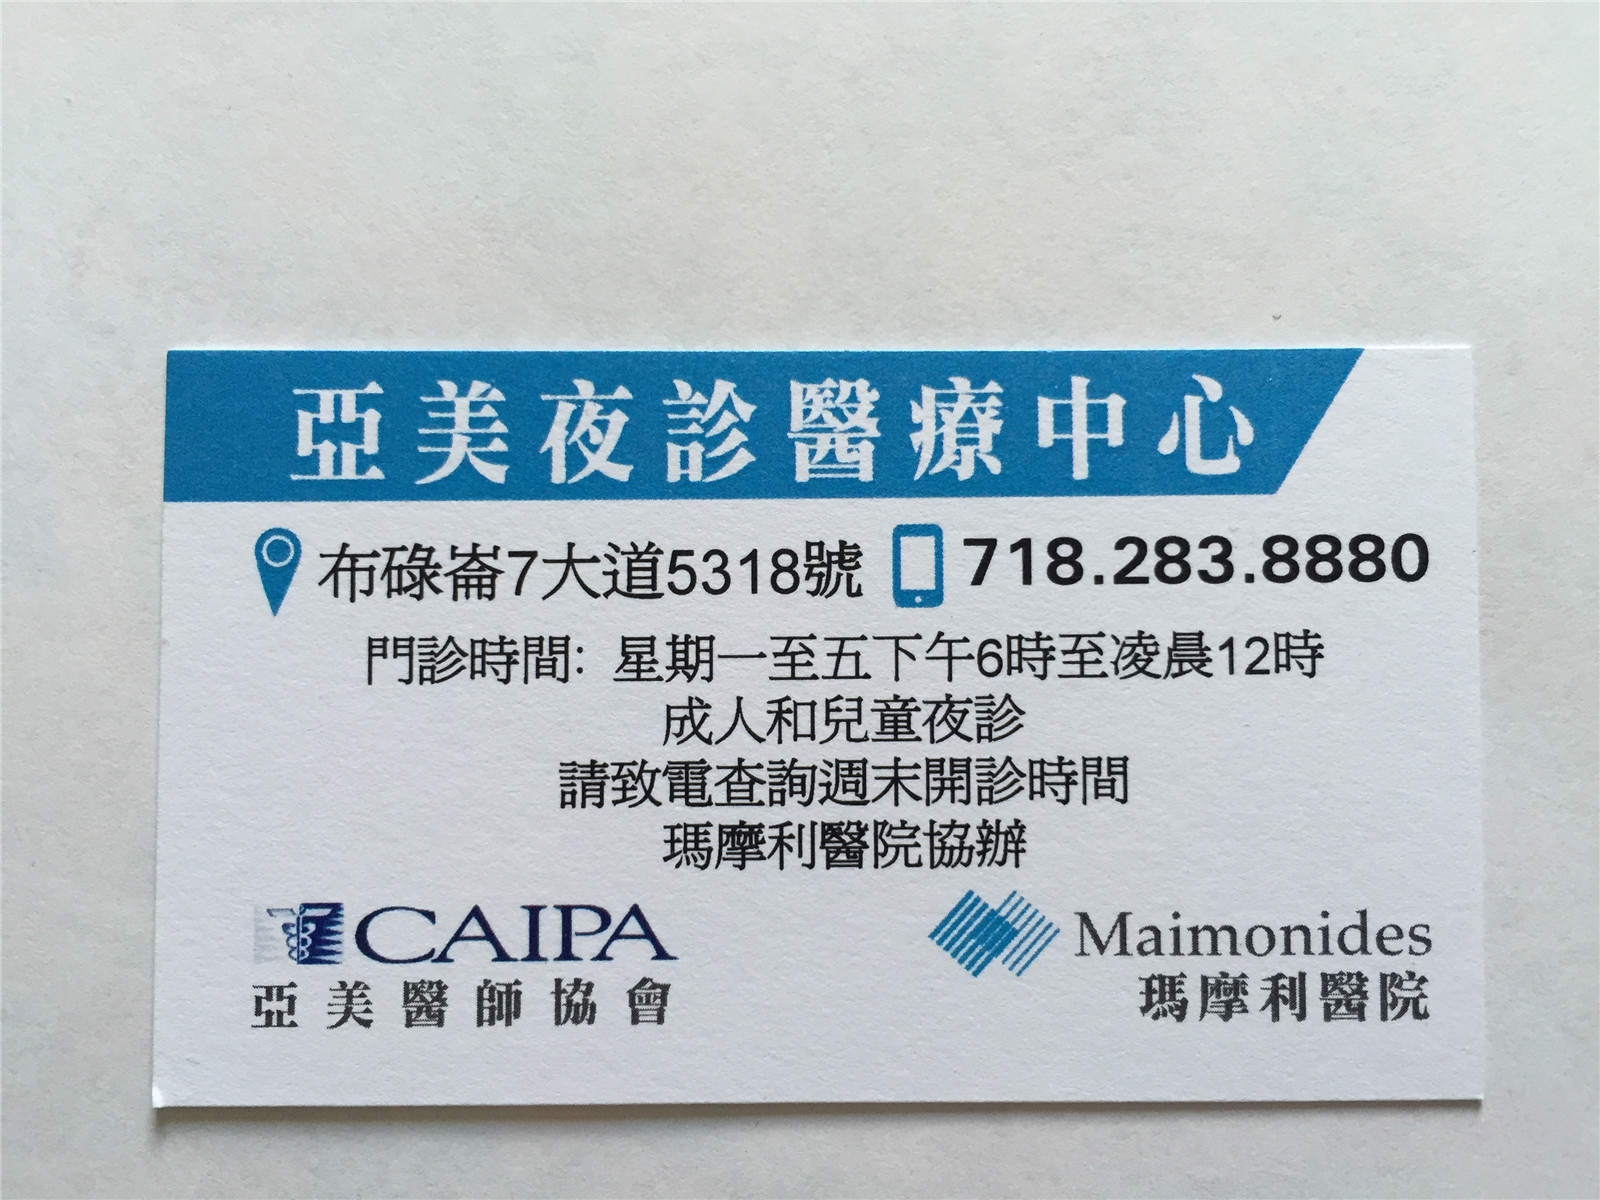 亞美夜診醫療中心
布碌崙7大道5318號 718.283.8880
門診時間: 星期一至五下午6時至凌晨12時
成人和兒童夜診
請致電查詢週末開診時間
瑪摩利醫院協辦
CAIPA
亞美醫師協會
Maimonides
瑪摩利醫院